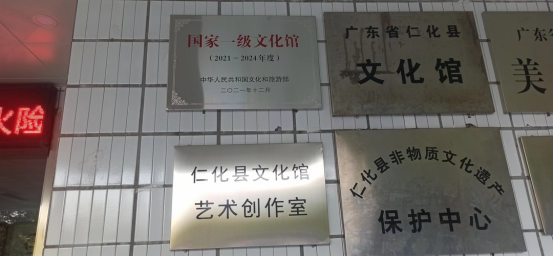 国家一级文化馆
（2021－2024年度）
中华人民共和国文化和旅游部
二〇二一年十二月
广东省仁化县
文化馆
广东省
美
火险
仁化县文化馆
艺术创作室
仁化县非物质文化遗产
保护中心